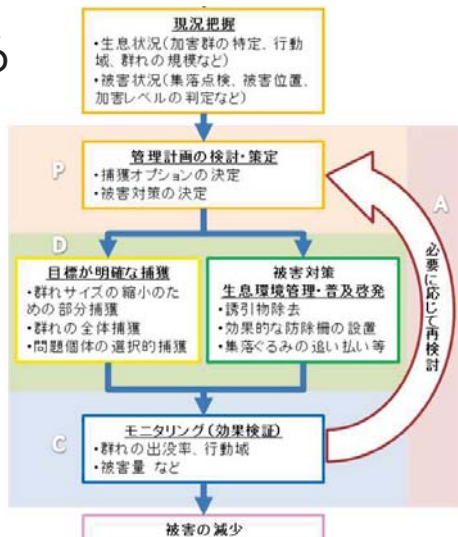 現況把握
・生息状況(加害群の特定、行動
域、群れの規模など)
・被害状況(集落点検、被害位置、
加害レベルの判定など)
P
管理計画の検討・策定
・捕獲オプションの決定
・被害対策の決定
A
必要に応じて再検討
D
目標が明確な捕獲
・群れサイズの縮小のた
めの部分捕獲
・群れの全体捕獲
・問題個体の選択的捕獲
被害対策
生息環境管理・普及啓発
・誘引物除去
・効果的な防除柵の設置
・集落ぐるみの追い払い等
C
モニタリング(効果検証)
・群れの出没率、行動域
・被害量 など
被害の減少